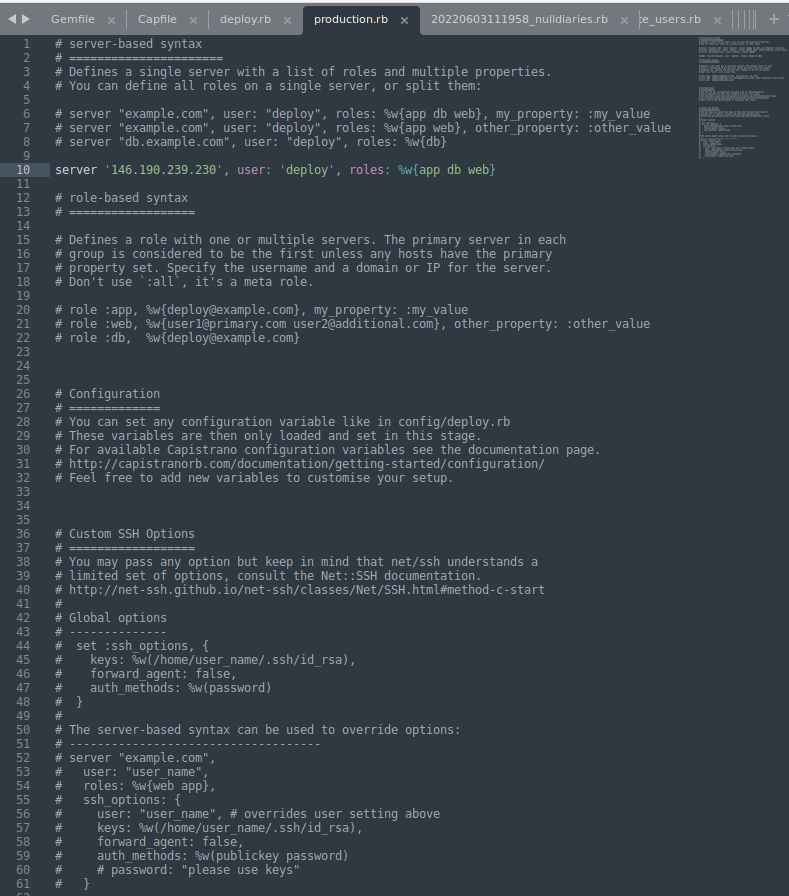 Gemfile × Capfile × deploy.rb × production.rb × 20220603111958_nulldiaries.rb × te_users.rb × +
1 # server-based syntax
2 # ======================
3 # Defines a single server with a list of roles and multiple properties.
4 # You can define all roles on a single server, or split them:
5
6 # server "example.com", user: "deploy", roles: %w{app db web}, my_property: :my_value
7 # server "example.com", user: "deploy", roles: %w{app web}, other_property: :other_value
8 # server "db.example.com", user: "deploy", roles: %w{db}
9
10 server '146.190.239.230', user: 'deploy', roles: %w{app db web}
11
12 # role-based syntax
13 # ==================
14
15 # Defines a role with one or multiple servers. The primary server in each
16 # group is considered to be the first unless any hosts have the primary
17 # property set. Specify the username and a domain or IP for the server.
18 # Don't use `:all`, it's a meta role.
19
20 # role :app, %w{deploy@example.com}, my_property: :my_value
21 # role :web, %w{user1@primary.com user2@additional.com}, other_property: :other_value
22 # role :db,  %w{deploy@example.com}
23
24
25
26 # Configuration
27 # =============
28 # You can set any configuration variable like in config/deploy.rb
29 # These variables are then only loaded and set in this stage.
30 # For available Capistrano configuration variables see the documentation page.
31 # http://capistranorb.com/documentation/getting-started/configuration/
32 # Feel free to add new variables to customise your setup.
33
34
35
36 # Custom SSH Options
37 # ==================
38 # You may pass any option but keep in mind that net/ssh understands a
39 # limited set of options, consult the Net::SSH documentation.
40 # http://net-ssh.github.io/net-ssh/classes/Net/SSH.html#method-c-start
41 #
42 # Global options
43 # --------------
44 #  set :ssh_options, {
45 #    keys: %w(/home/user_name/.ssh/id_rsa),
46 #    forward_agent: false,
47 #    auth_methods: %w(password)
48 #  }
49 #
50 # The server-based syntax can be used to override options:
51 # ------------------------------------
52 # server "example.com",
53 #   user: "user_name",
54 #   roles: %w{web app},
55 #   ssh_options: {
56 #     user: "user_name", # overrides user setting above
57 #     keys: %w(/home/user_name/.ssh/id_rsa),
58 #     forward_agent: false,
59 #     auth_methods: %w(publickey password)
60 #     # password: "please use keys"
61 #   }